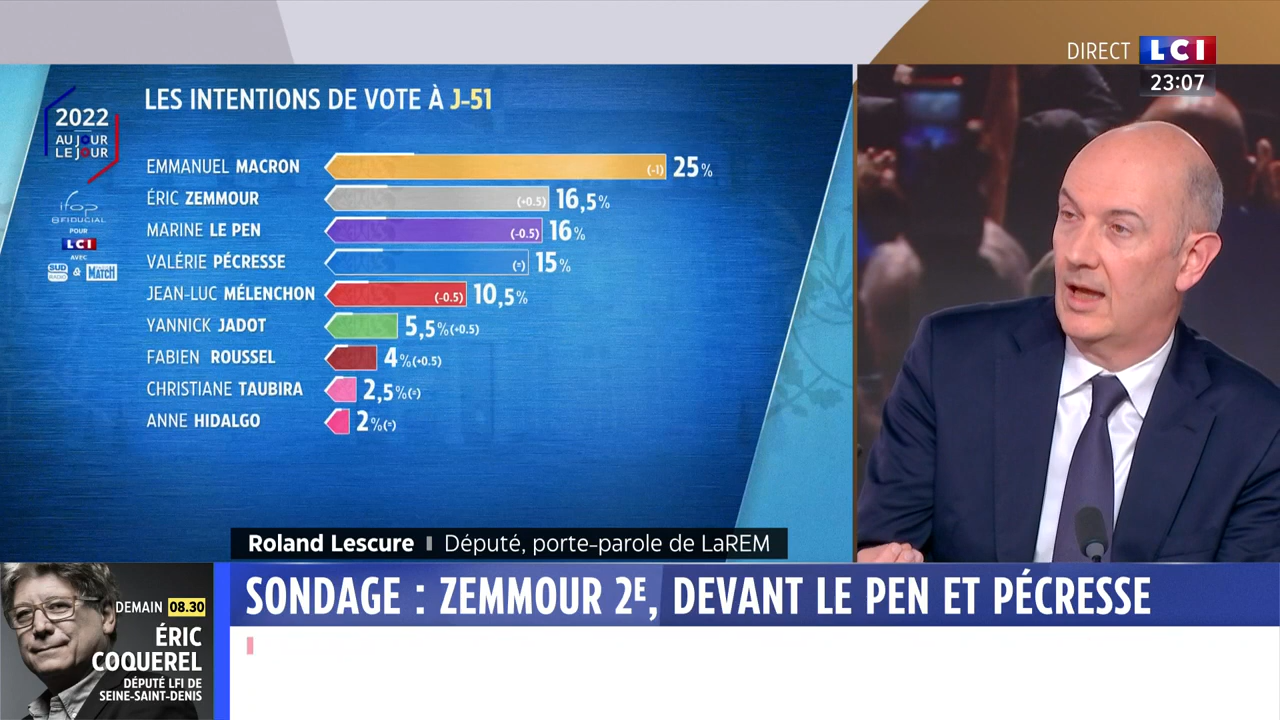 DIRECT LCI
23:07
LES INTENTIONS DE VOTE À J-51
2022
AU JOUR
LE JOUR
ifop
&FIDUCIAL
POUR
LCI
AVEC
SUD RADIO & MATCH
EMMANUEL MACRON (-1) 25%
ÉRIC ZEMMOUR (+0.5) 16,5%
MARINE LE PEN (-0.5) 16%
VALÉRIE PÉCRESSE (=) 15%
JEAN-LUC MÉLENCHON (-0.5) 10,5%
YANNICK JADOT 5,5%(+0.5)
FABIEN ROUSSEL 4%(+0.5)
CHRISTIANE TAUBIRA 2,5%(=)
ANNE HIDALGO 2%(=)
Roland Lescure | Député, porte-parole de LaREM
SONDAGE : ZEMMOUR 2E, DEVANT LE PEN ET PÉCRESSE
DEMAIN 08.30
ÉRIC
COQUEREL
DÉPUTÉ LFI DE
SEINE-SAINT-DENIS